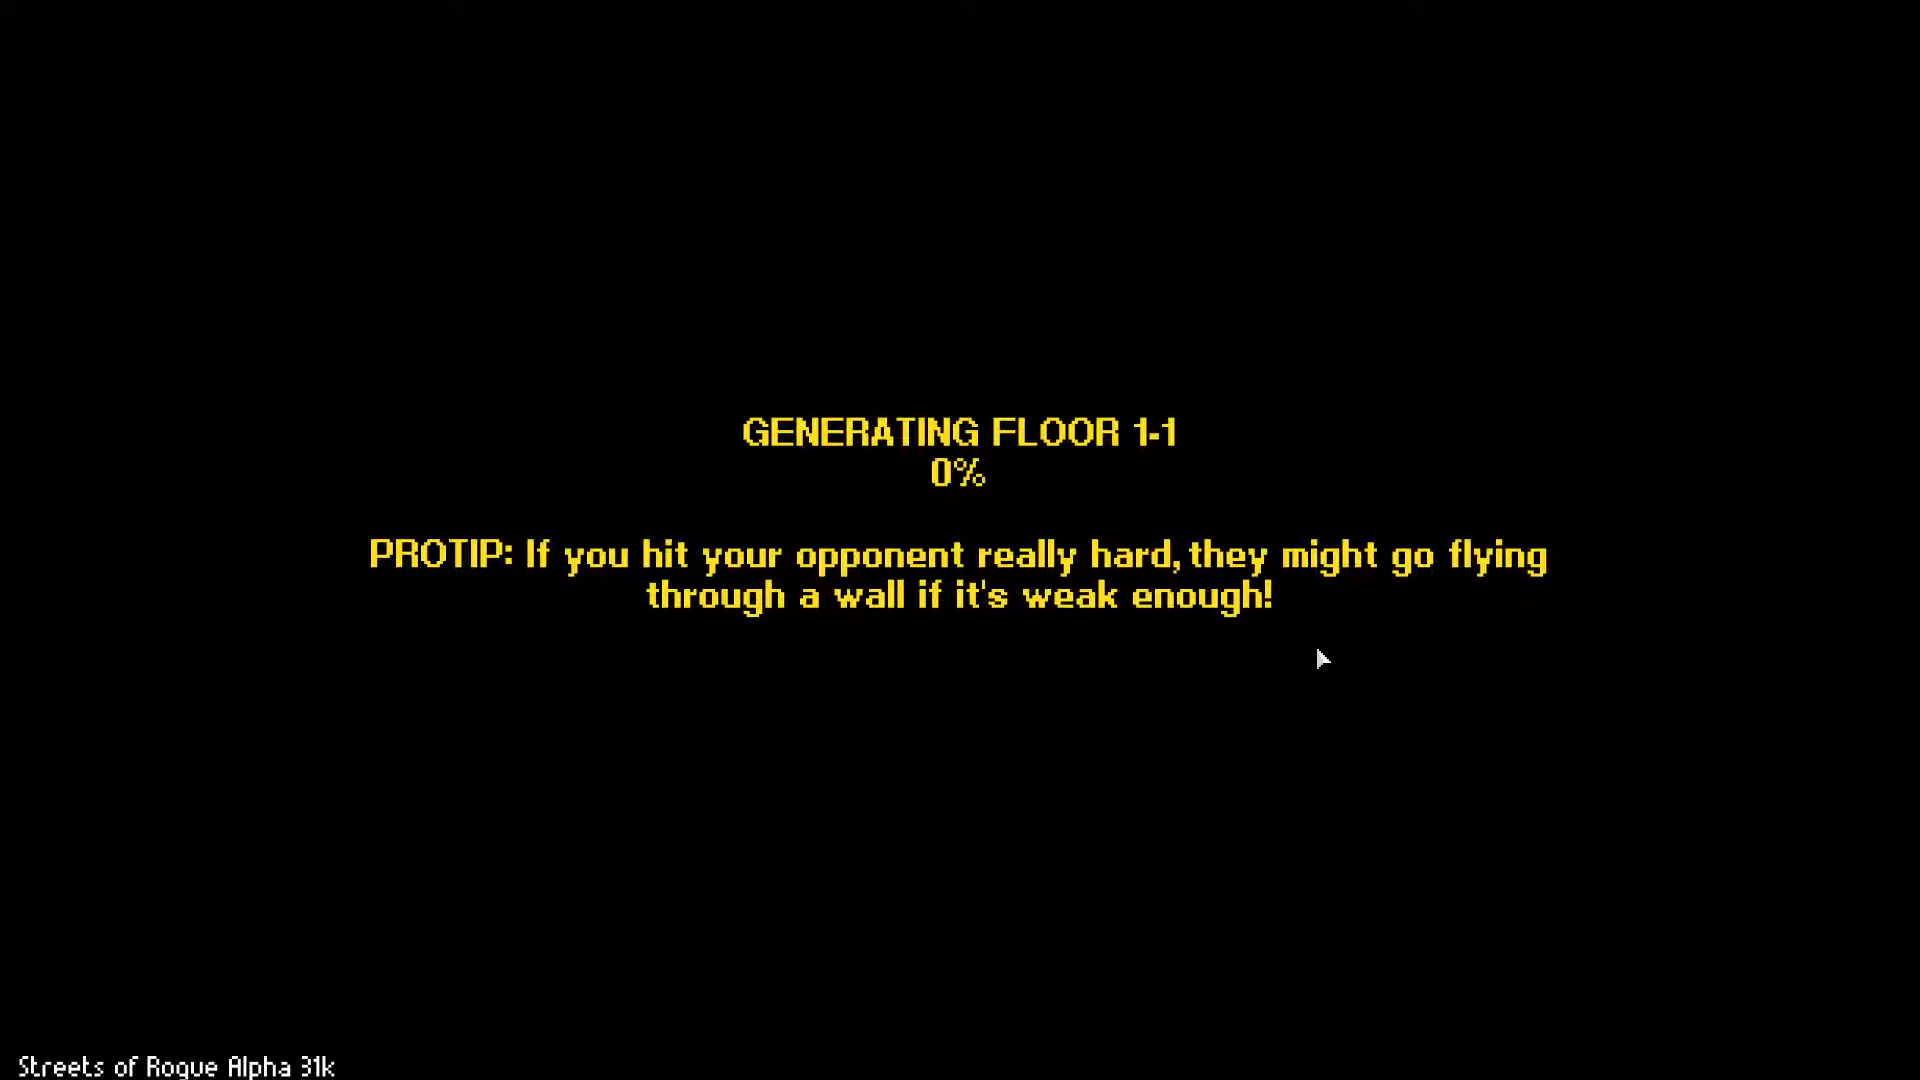 GENERATING FLOOR 1-1
0%
PROTIP: If you hit your opponent really hard, they might go flying
through a wall if it's weak enough!
Streets of Rogue Alpha 31k